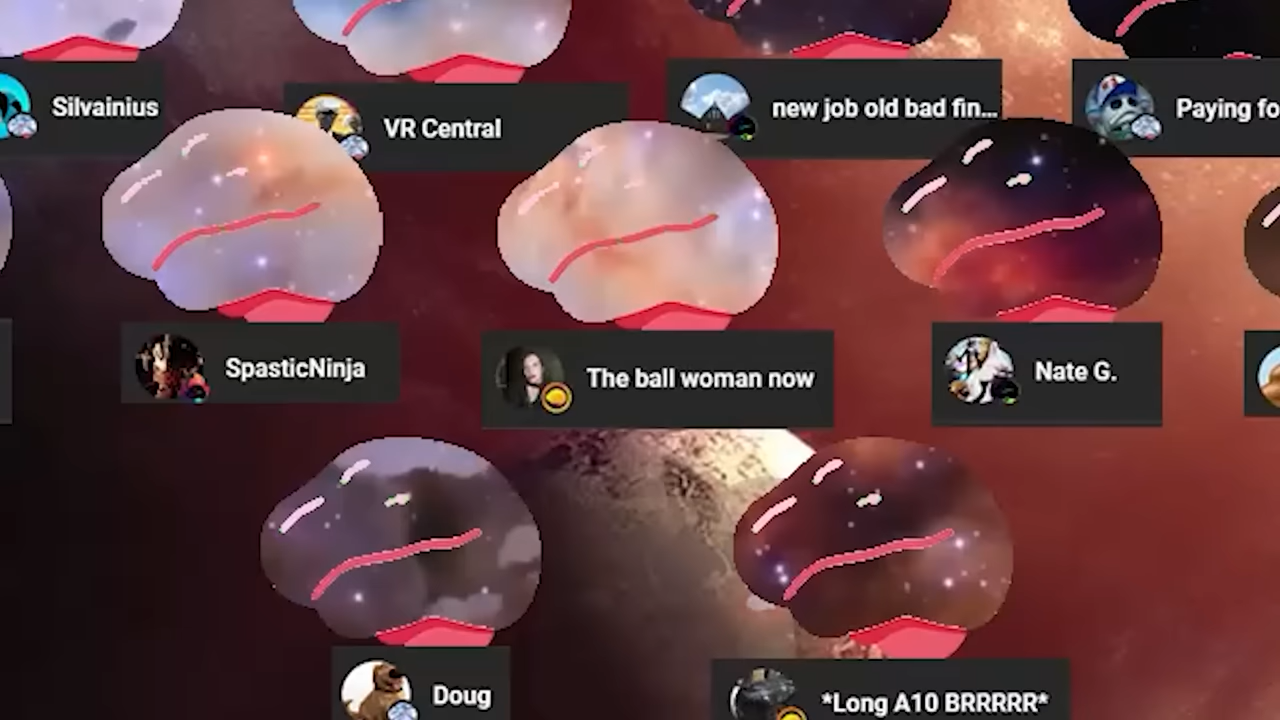 Silvainius
VR Central
new job old bad fin...
Paying fo
SpasticNinja
The ball woman now
Nate G.
Doug
*Long A10 BRRRRR*